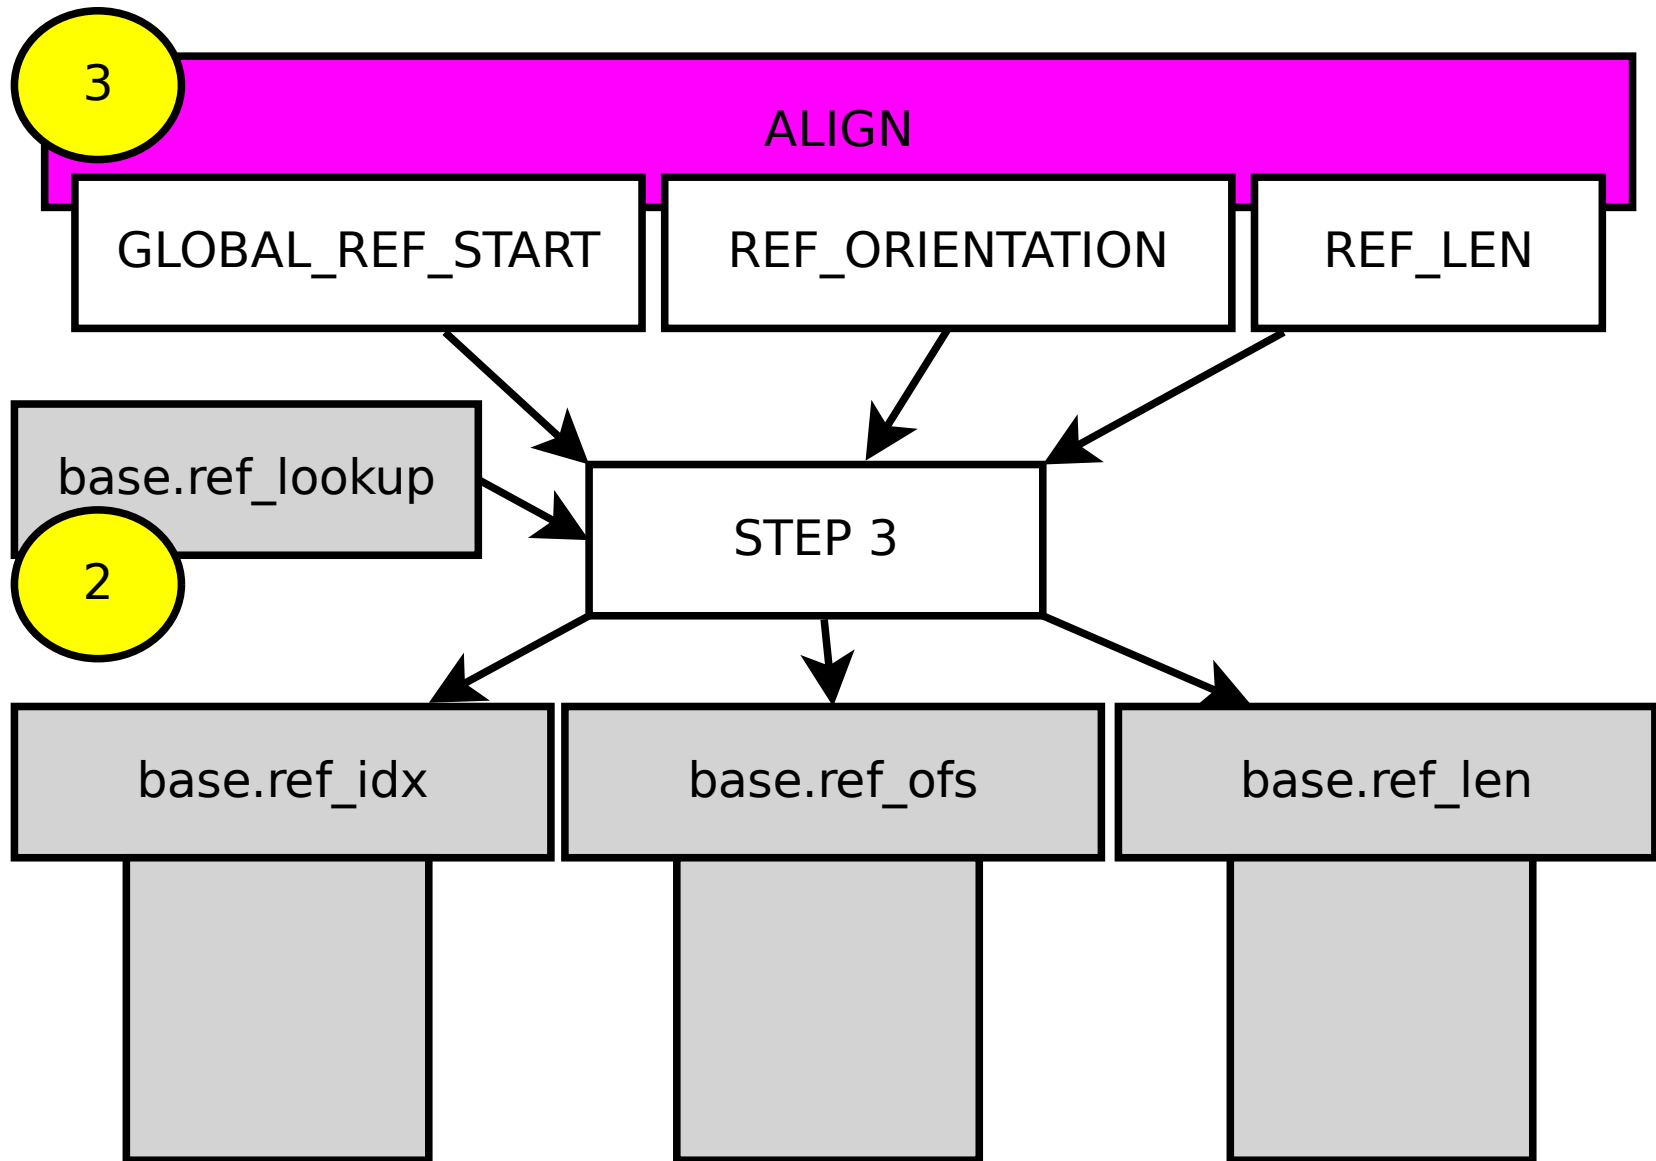 3
ALIGN
GLOBAL_REF_START
REF_ORIENTATION
REF_LEN
base.ref_lookup
STEP 3
2
base.ref_idx
base.ref_ofs
base.ref_len